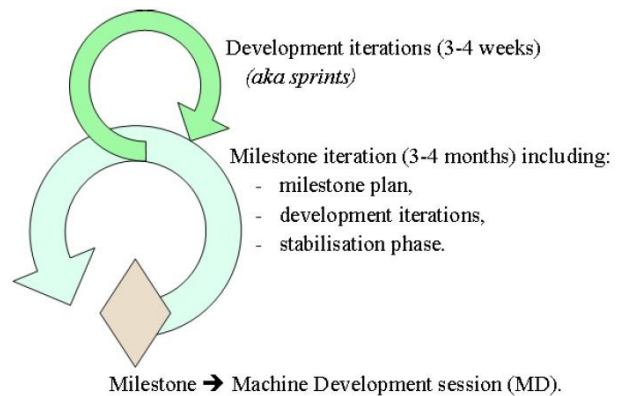 Development iterations (3-4 weeks)
(aka sprints)
Milestone iteration (3-4 months) including:
- milestone plan,
- development iterations,
- stabilisation phase.
Milestone ➔ Machine Development session (MD).